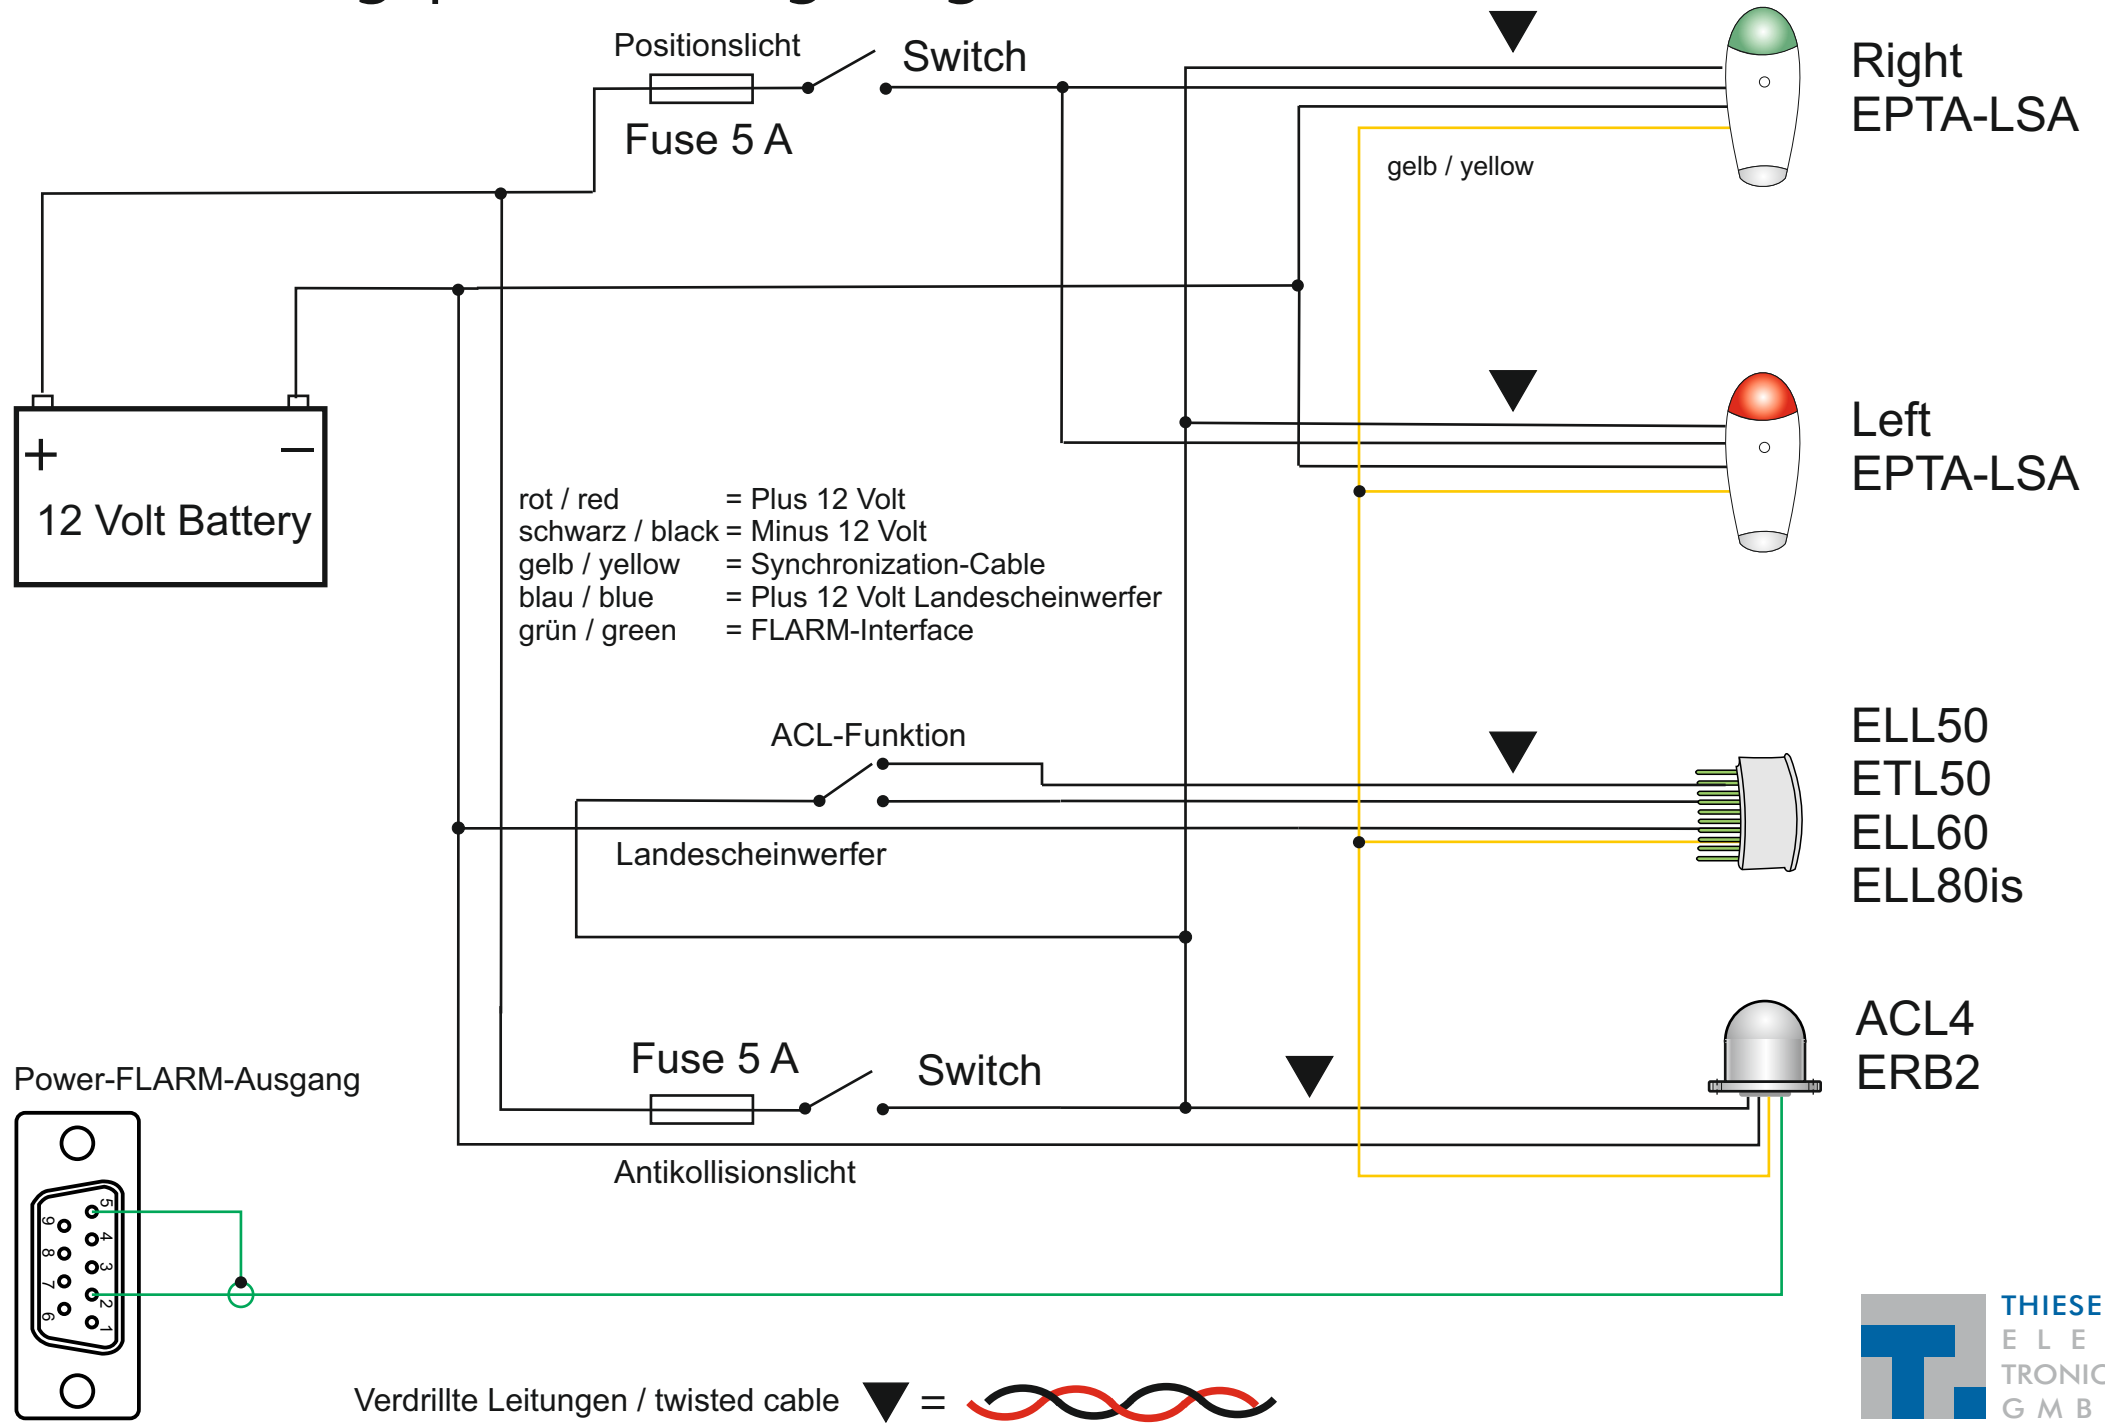 Positionslicht
Switch
Fuse 5 A
gelb / yellow
Right
EPTA-LSA
Left
EPTA-LSA
+ −
12 Volt Battery
rot / red = Plus 12 Volt
schwarz / black = Minus 12 Volt
gelb / yellow = Synchronization-Cable
blau / blue = Plus 12 Volt Landescheinwerfer
grün / green = FLARM-Interface
ACL-Funktion
Landescheinwerfer
ELL50
ETL50
ELL60
ELL80is
Fuse 5 A
Switch
Antikollisionslicht
ACL4
ERB2
Power-FLARM-Ausgang
5
9
4
8
3
7
2
6
1
Verdrillte Leitungen / twisted cable =
THIESE
ELE
TRONIC
GMB